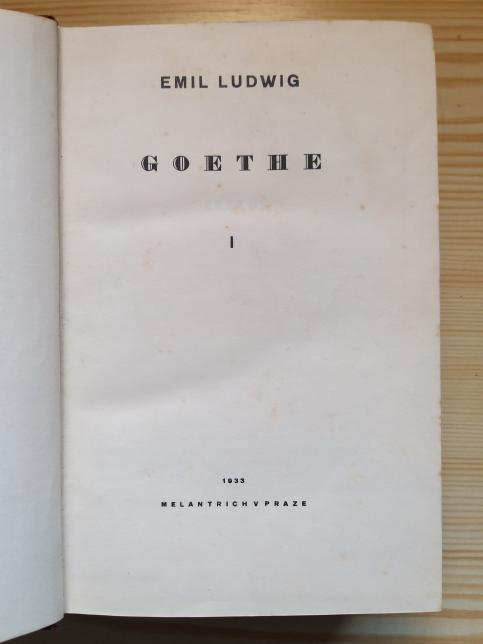 EMIL LUDWIG
GOETHE
I
1933
MELANTRICH V PRAZE